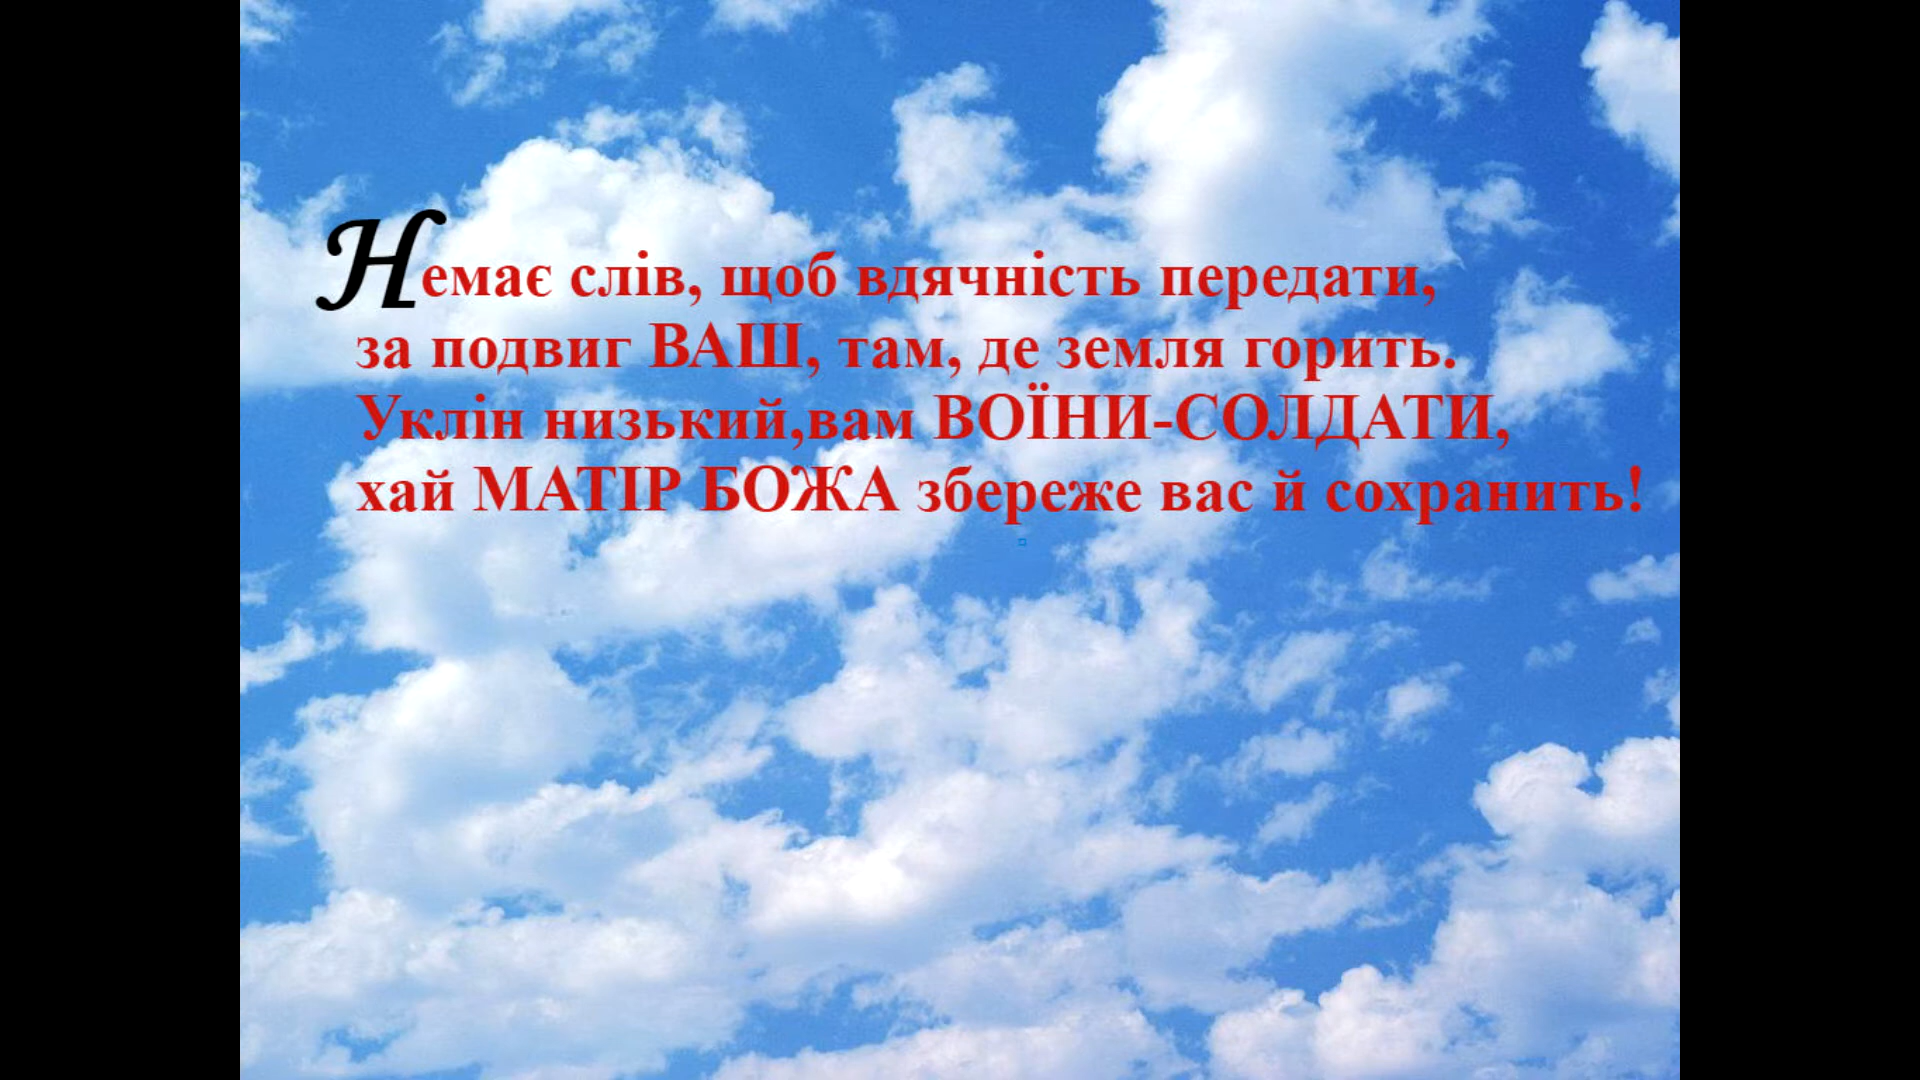 Немає слів, щоб вдячність передати,
за подвиг ВАШ, там, де земля горить.
Уклін низький,вам ВОЇНИ-СОЛДАТИ,
хай МАТІР БОЖА збереже вас й сохранить!